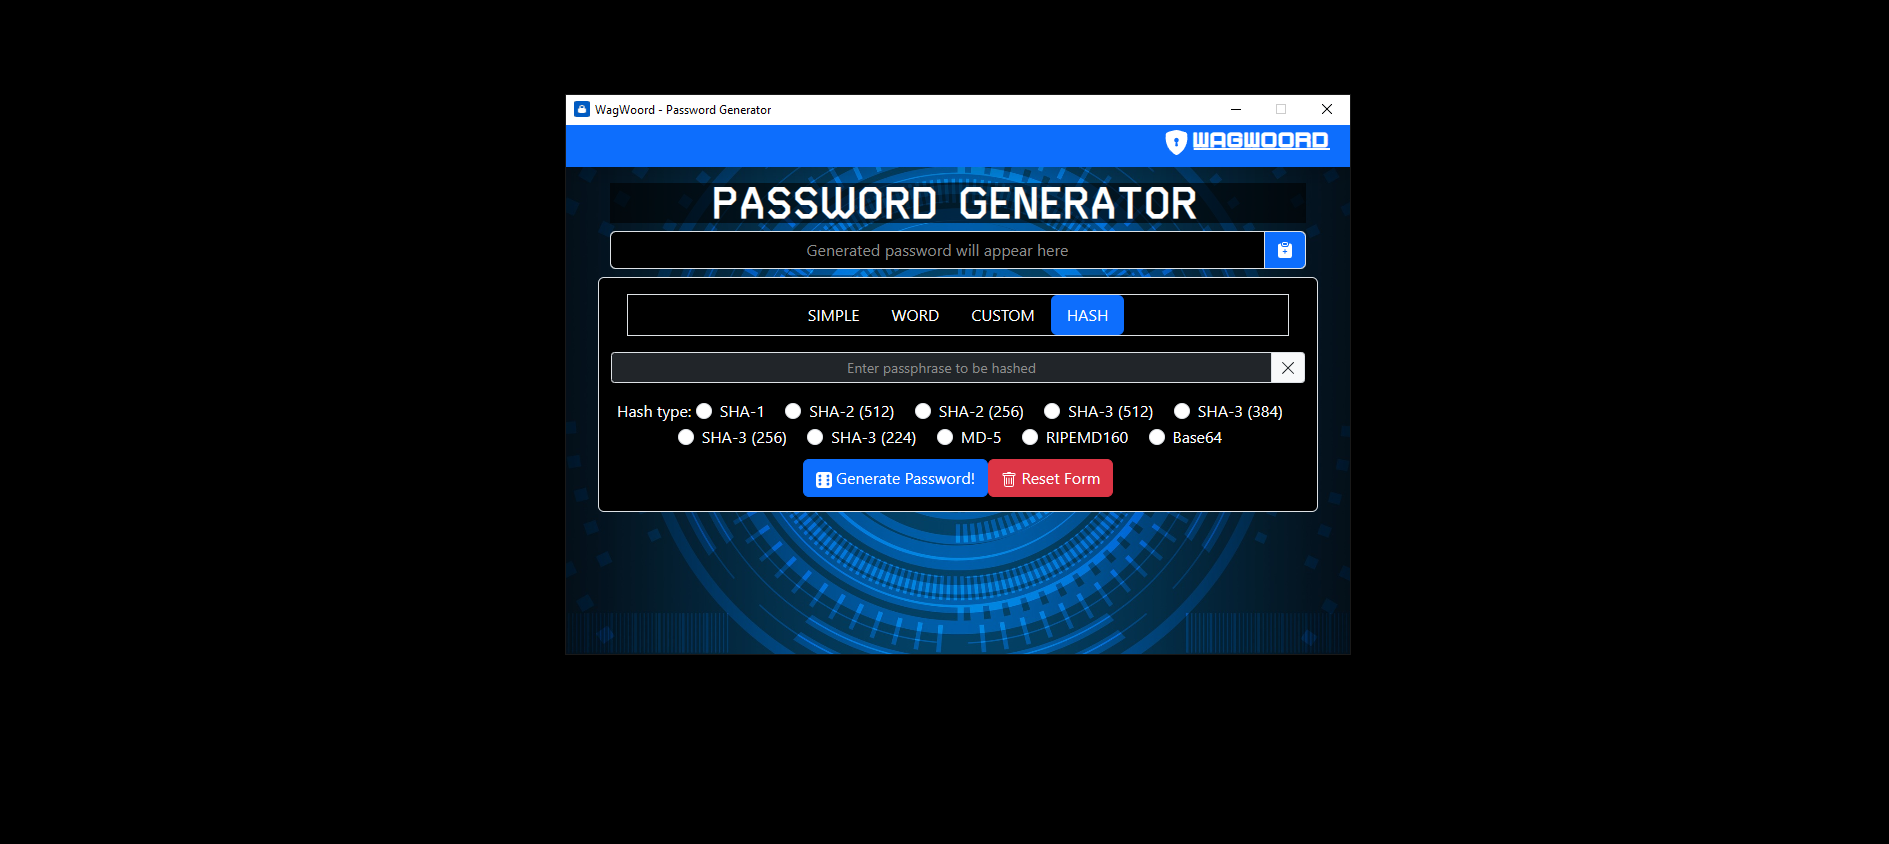 WagWoord - Password Generator
WAGWOORD
PASSWORD GENERATOR
Generated password will appear here
SIMPLE WORD CUSTOM HASH
Enter passphrase to be hashed
Hash type: SHA-1 SHA-2 (512) SHA-2 (256) SHA-3 (512) SHA-3 (384)
SHA-3 (256) SHA-3 (224) MD-5 RIPEMD160 Base64
Generate Password! Reset Form